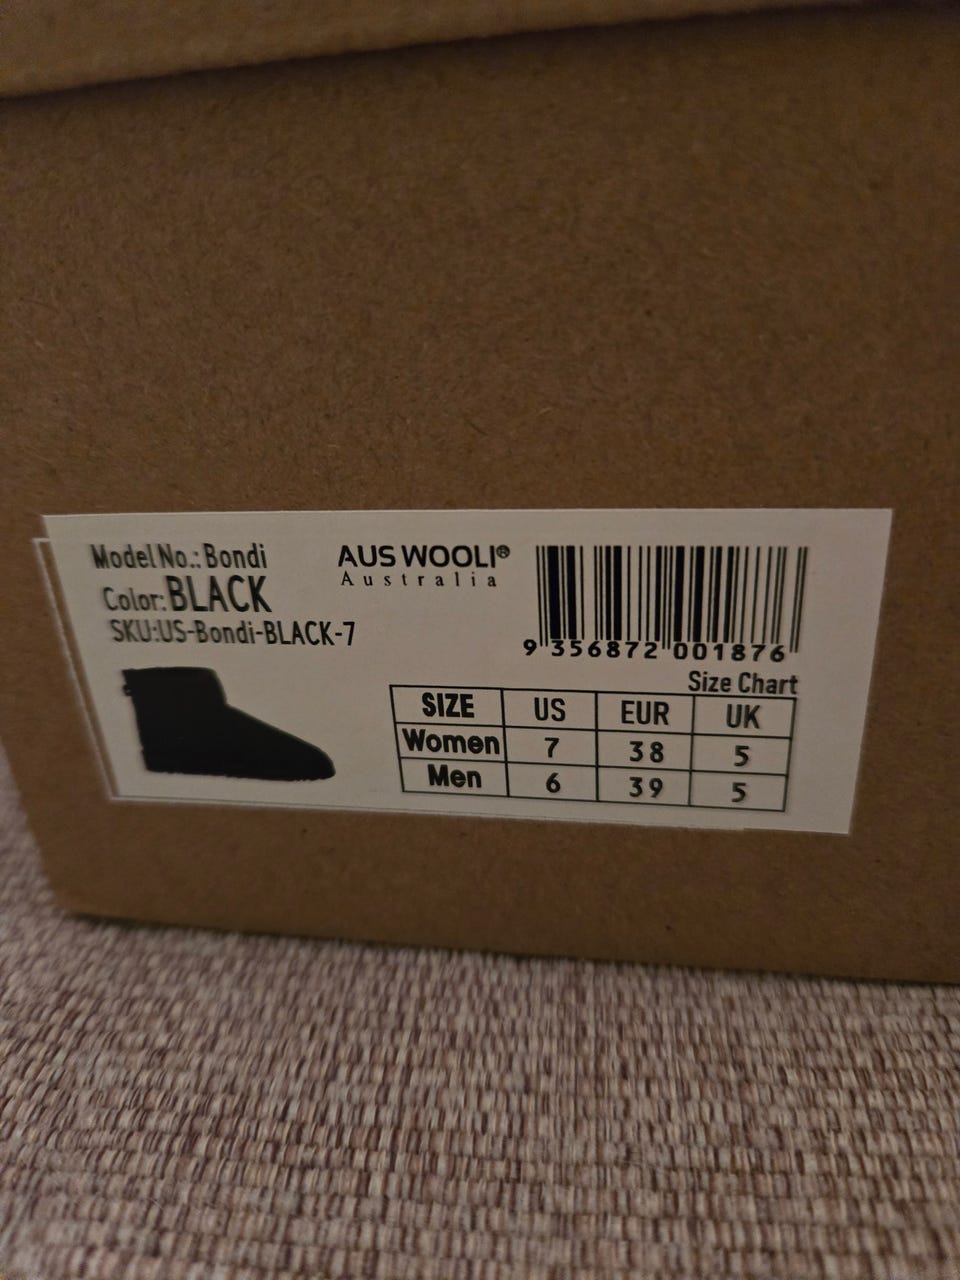 Model No.: Bondi
Color: BLACK
SKU:US-Bondi-BLACK-7
AUS WOOLI®
Australia
9 356872 001876
Size Chart
SIZE US EUR UK
Women 7 38 5
Men 6 39 5